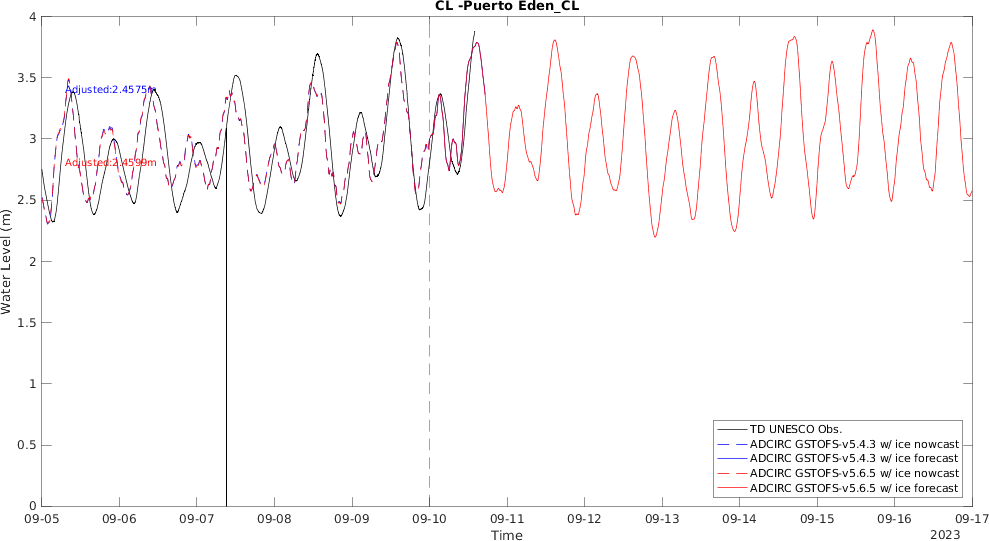 CL -Puerto Eden_CL
Water Level (m)
4
3.5
3
2.5
2
1.5
1
0.5
0
Adjusted:2.4575m
Adjusted:2.4599m
TD UNESCO Obs.
ADCIRC GSTOFS-v5.4.3 w/ ice nowcast
ADCIRC GSTOFS-v5.4.3 w/ ice forecast
ADCIRC GSTOFS-v5.6.5 w/ ice nowcast
ADCIRC GSTOFS-v5.6.5 w/ ice forecast
09-05 09-06 09-07 09-08 09-09 09-10 09-11 09-12 09-13 09-14 09-15 09-16 09-17
Time
2023